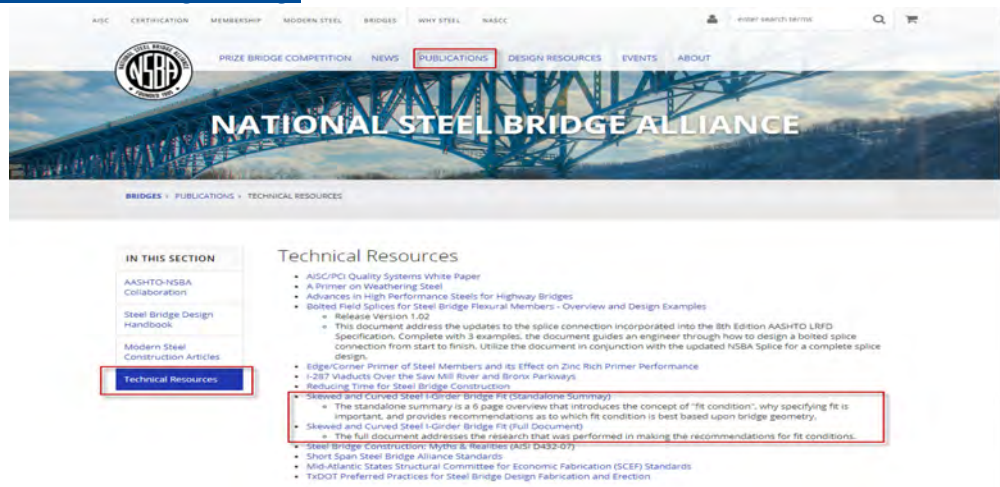 AISC CERTIFICATION MEMBERSHIP MODERN STEEL BRIDGES WHY STEEL NASCC enter search terms
NATIONAL STEEL BRIDGE ALLIANCE
NSBA
FOUNDED 1995
PRIZE BRIDGE COMPETITION NEWS PUBLICATIONS DESIGN RESOURCES EVENTS ABOUT
NATIONAL STEEL BRIDGE ALLIANCE
BRIDGES > PUBLICATIONS > TECHNICAL RESOURCES
IN THIS SECTION
AASHTO-NSBA
Collaboration
Steel Bridge Design
Handbook
Modern Steel
Construction Articles
Technical Resources
Technical Resources
AISC/PCI Quality Systems White Paper
A Primer on Weathering Steel
Advances in High Performance Steels for Highway Bridges
Bolted Field Splices for Steel Bridge Flexural Members - Overview and Design Examples
Release Version 1.02
This document address the updates to the splice connection incorporated into the 8th Edition AASHTO LRFD
Specification. Complete with 3 examples, the document guides an engineer through how to design a bolted splice
connection from start to finish. Utilize the document in conjunction with the updated NSBA Splice for a complete splice
design.
Edge/Corner Primer of Steel Members and its Effect on Zinc Rich Primer Performance
I-287 Viaducts Over the Saw Mill River and Bronx Parkways
Reducing Time for Steel Bridge Construction
Skewed and Curved Steel I-Girder Bridge Fit (Standalone Summay)
The standalone summary is a 6 page overview that introduces the concept of "fit condition", why specifying fit is
important, and provides recommendations as to which fit condition is best based upon bridge geometry.
Skewed and Curved Steel I-Girder Bridge Fit (Full Document)
The full document addresses the research that was performed in making the recommendations for fit conditions.
Steel Bridge Construction: Myths & Realities (AISI D432-07)
Short Span Steel Bridge Alliance Standards
Mid-Atlantic States Structural Committee for Economic Fabrication (SCEF) Standards
TxDOT Preferred Practices for Steel Bridge Design Fabrication and Erection